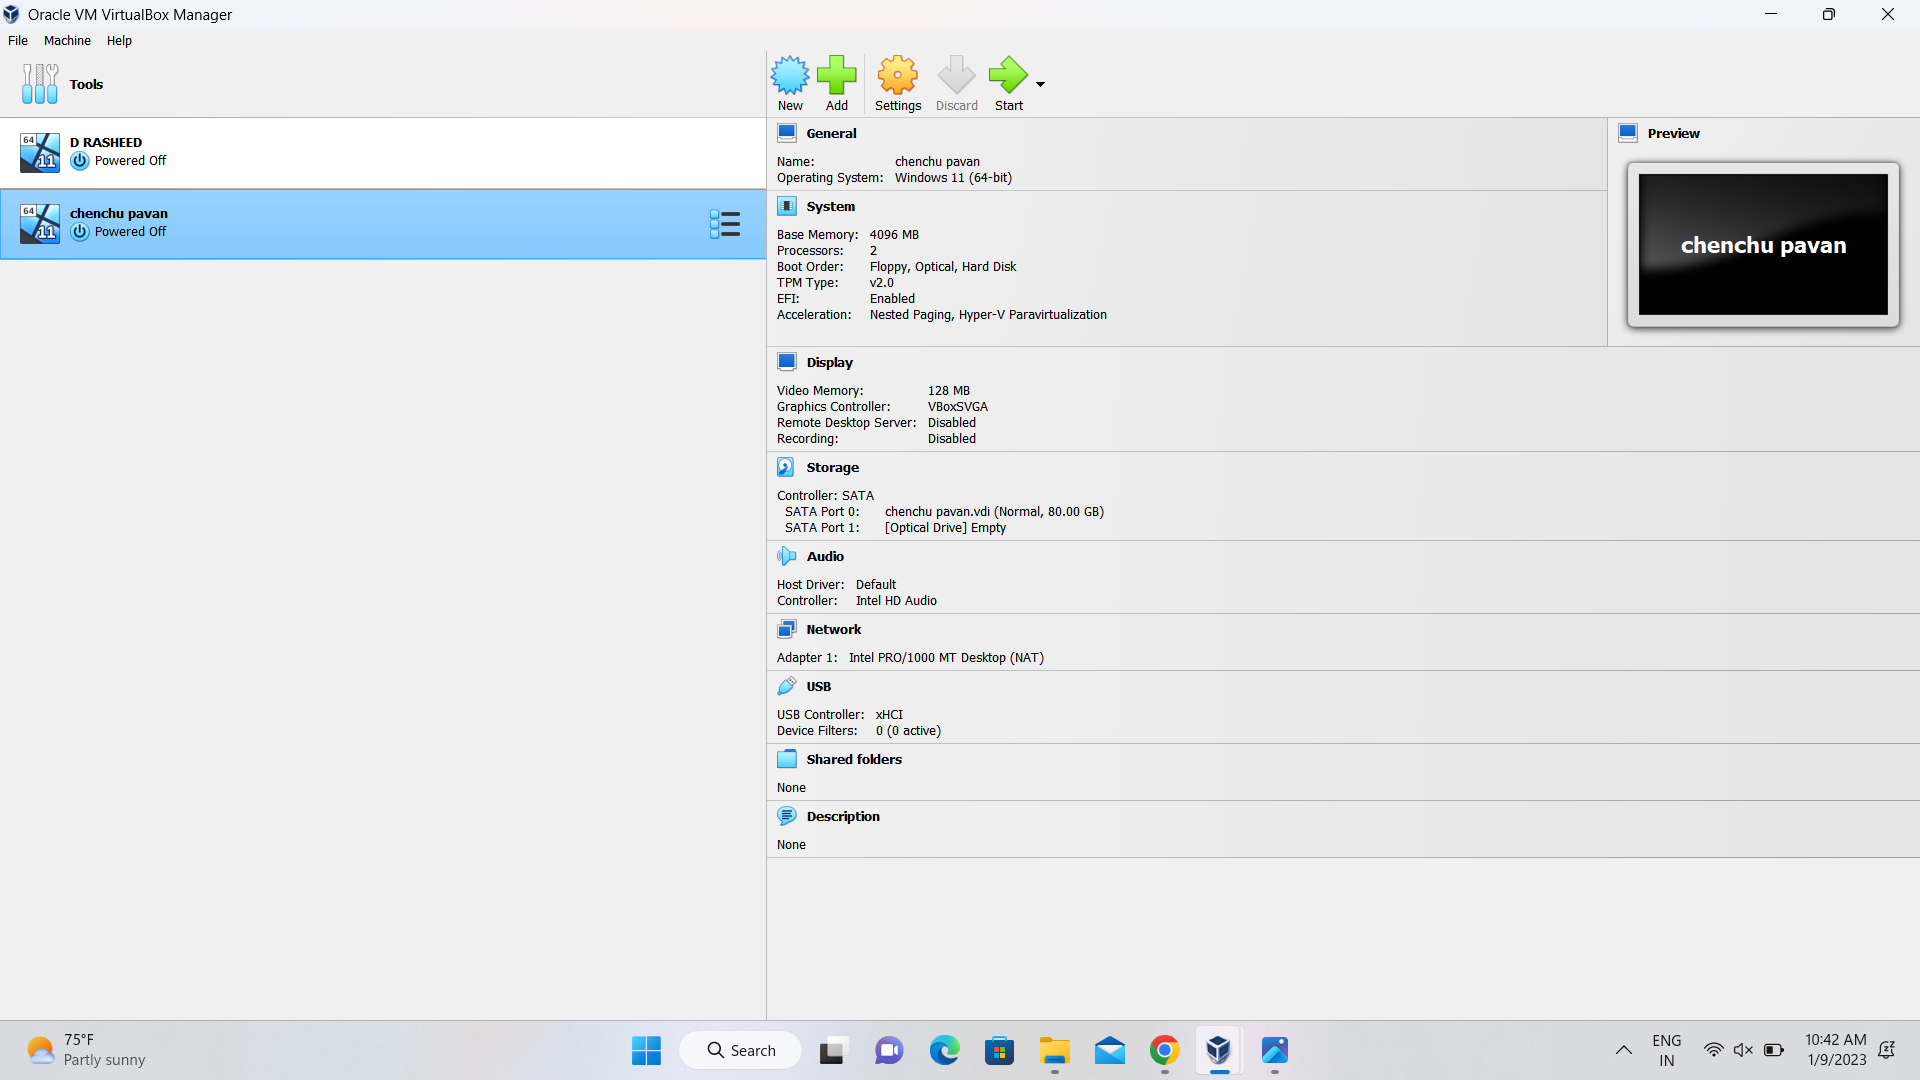 Oracle VM VirtualBox Manager
File Machine Help
Tools
New Add Settings Discard Start
64 11 D RASHEED
Powered Off
64 11 chenchu pavan
Powered Off
General
Name: chenchu pavan
Operating System: Windows 11 (64-bit)
Preview
chenchu pavan
System
Base Memory: 4096 MB
Processors: 2
Boot Order: Floppy, Optical, Hard Disk
TPM Type: v2.0
EFI: Enabled
Acceleration: Nested Paging, Hyper-V Paravirtualization
Display
Video Memory: 128 MB
Graphics Controller: VBoxSVGA
Remote Desktop Server: Disabled
Recording: Disabled
Storage
Controller: SATA
SATA Port 0: chenchu pavan.vdi (Normal, 80.00 GB)
SATA Port 1: [Optical Drive] Empty
Audio
Host Driver: Default
Controller: Intel HD Audio
Network
Adapter 1: Intel PRO/1000 MT Desktop (NAT)
USB
USB Controller: xHCI
Device Filters: 0 (0 active)
Shared folders
None
Description
None
75°F
Partly sunny
Search
ENG
IN
10:42 AM
1/9/2023